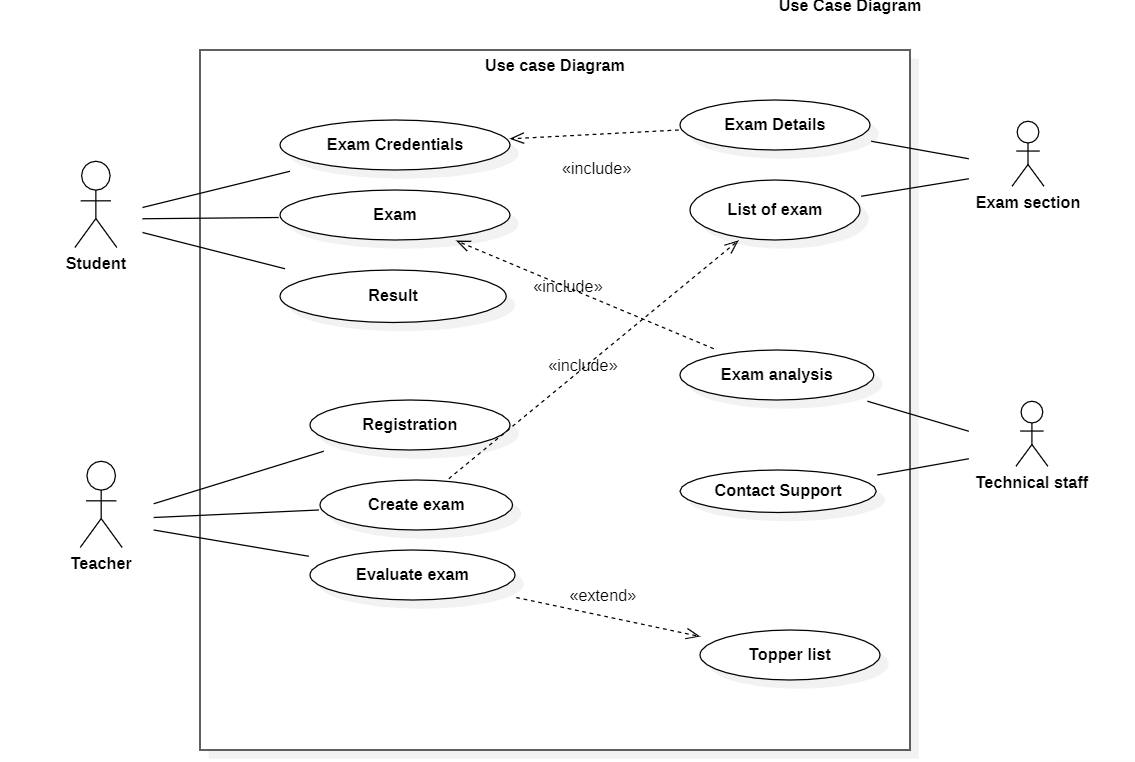 Use Case Diagram
Use case Diagram
Exam Credentials
Exam Details
«include»
Exam
List of exam
Exam section
Student
Result
«include»
«include»
Exam analysis
Registration
Contact Support
Technical staff
Create exam
Teacher
Evaluate exam
«extend»
Topper list